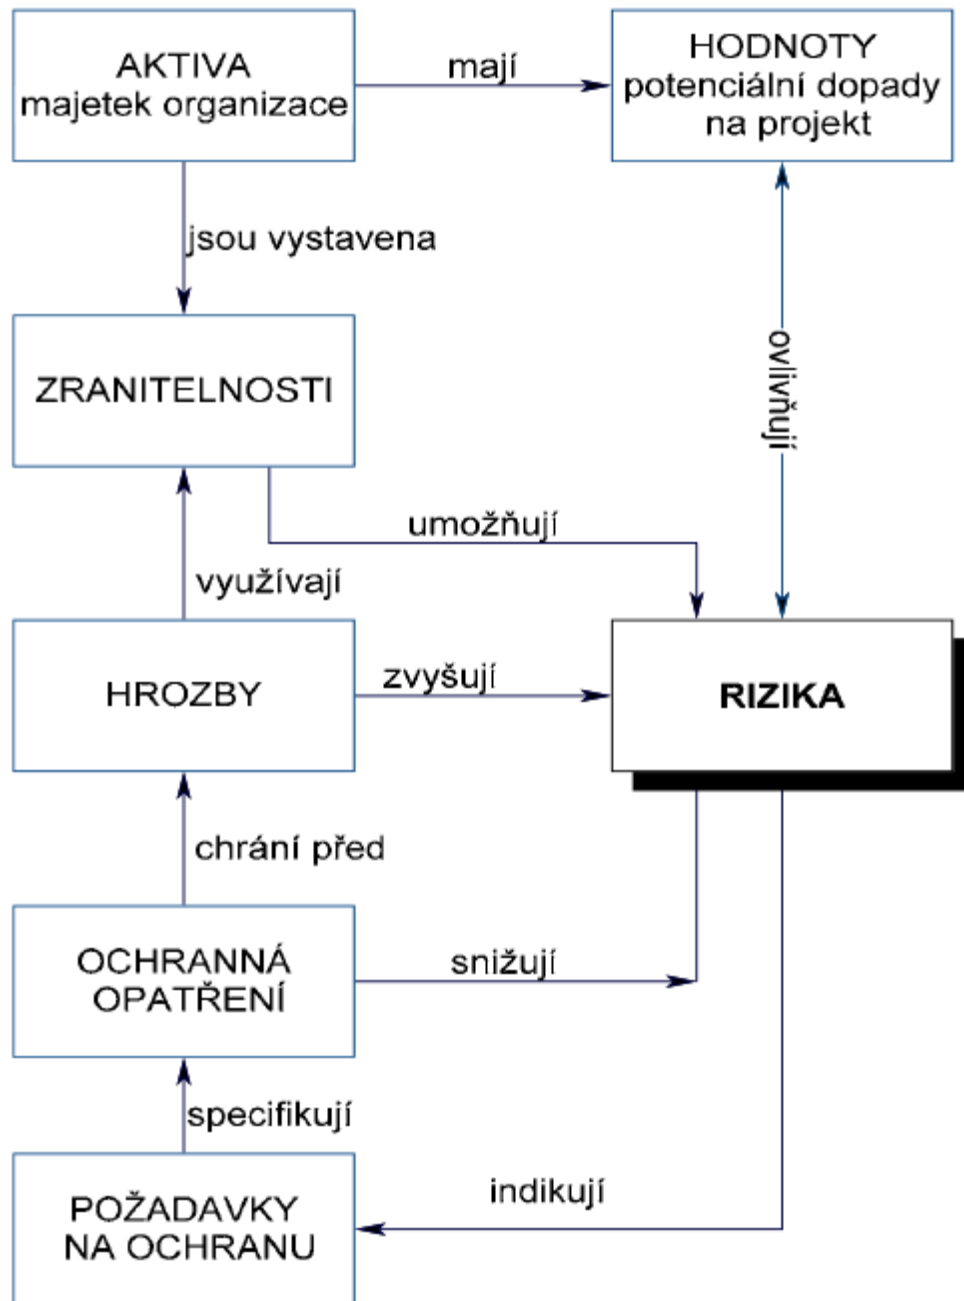 AKTIVA
majetek organizace
mají
HODNOTY
potenciální dopady
na projekt
jsou vystavena
ovlivňují
ZRANITELNOSTI
umožňují
využívají
HROZBY
zvyšují
RIZIKA
chrání před
OCHRANNÁ
OPATŘENÍ
snižují
specifikují
POŽADAVKY
NA OCHRANU
indikují